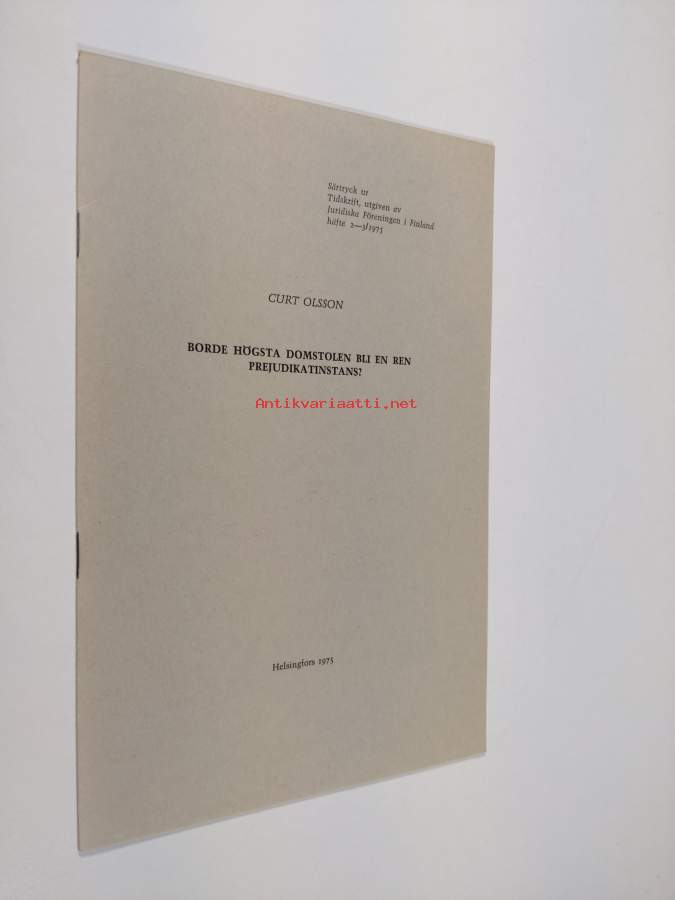 Särtryck ur
Tidskrift, utgiven av
Juridiska Föreningen i Finland
häfte 2—3/1975
CURT OLSSON
BORDE HÖGSTA DOMSTOLEN BLI EN REN
PREJUDIKATINSTANS?
Antikvariaatti.net
Helsingfors 1975